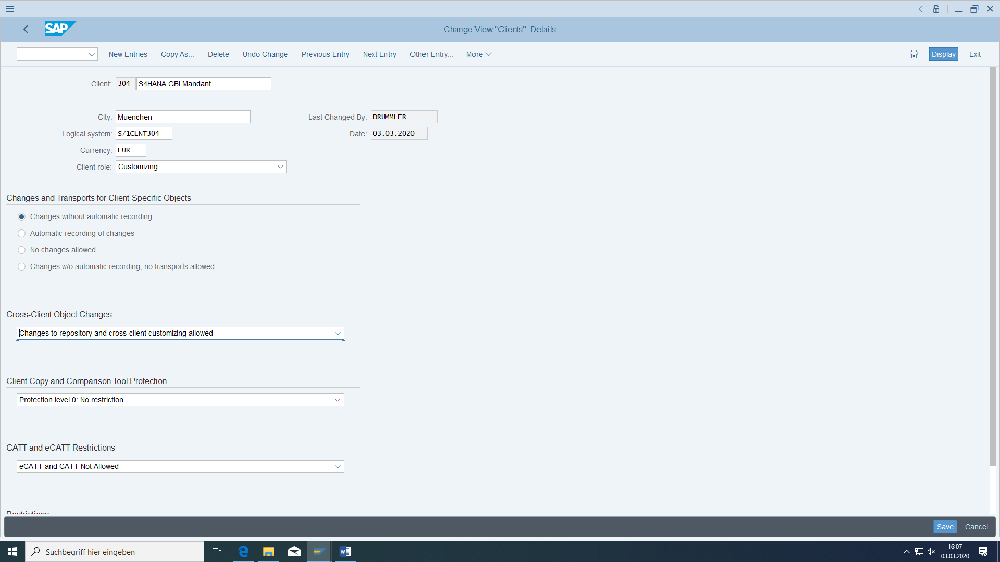 SAP
Change View "Clients": Details
New Entries Copy As... Delete Undo Change Previous Entry Next Entry Other Entry... More Display Exit
Client: 304 S4HANA GBI Mandant
City: Muenchen Last Changed By: DRUMMLER
Logical system: S71CLNT304 Date: 03.03.2020
Currency: EUR
Client role: Customizing
Changes and Transports for Client-Specific Objects
Changes without automatic recording
Automatic recording of changes
No changes allowed
Changes w/o automatic recording, no transports allowed
Cross-Client Object Changes
Changes to repository and cross-client customizing allowed
Client Copy and Comparison Tool Protection
Protection level 0: No restriction
CATT and eCATT Restrictions
eCATT and CATT Not Allowed
Restrictions
Save Cancel
Suchbegriff hier eingeben
16:07
03.03.2020